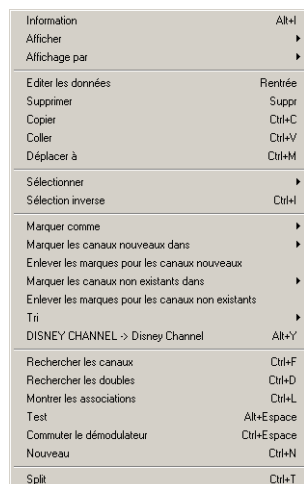 Information Alt+I
Afficher
Affichage par
Editer les données Rentrée
Supprimer Suppr
Copier Ctrl+C
Coller Ctrl+V
Déplacer à Ctrl+M
Sélectionner
Sélection inverse Ctrl+I
Marquer comme
Marquer les canaux nouveaux dans
Enlever les marques pour les canaux nouveaux
Marquer les canaux non existants dans
Enlever les marques pour les canaux non existants
Tri
DISNEY CHANNEL -> Disney Channel Alt+Y
Rechercher les canaux Ctrl+F
Rechercher les doubles Ctrl+D
Montrer les associations Ctrl+L
Test Alt+Espace
Commuter le démodulateur Ctrl+Espace
Nouveau Ctrl+N
Split Ctrl+T